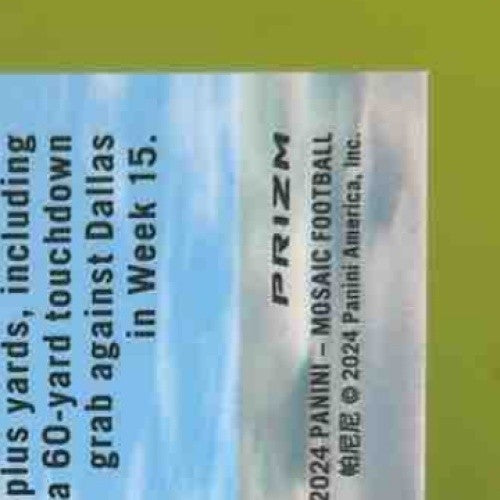 plus yards, including
a 60-yard touchdown
grab against Dallas
in Week 15.
PRIZM
2024 PANINI – MOSAIC FOOTBALL
帕尼尼 © 2024 Panini America, Inc.